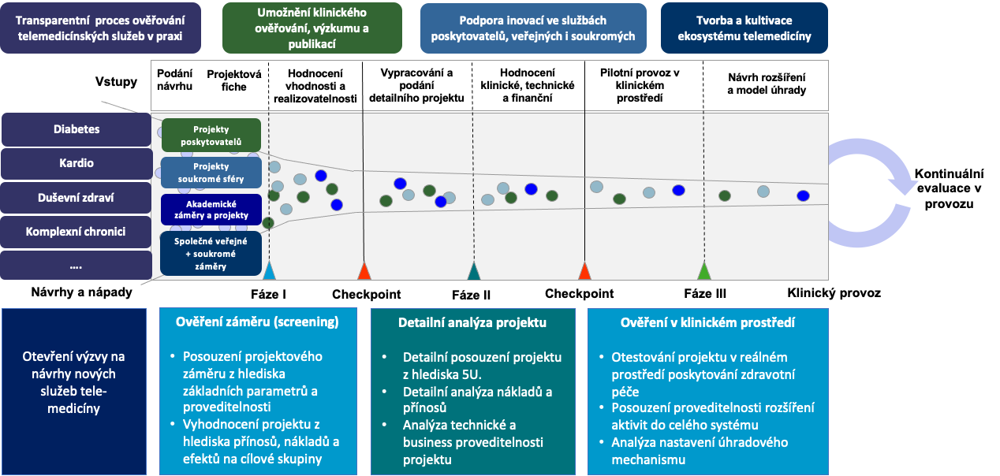 Transparentní proces ověřování
telemedicínských služeb v praxi
Umožnění klinického
ověřování, výzkumu a
publikací
Podpora inovací ve službách
poskytovatelů, veřejných i soukromých
Tvorba a kultivace
ekosystému telemedicíny
Vstupy
Podání
návrhu
Projektová
fiche
Hodnocení
vhodnosti a
realizovatelnosti
Vypracování a
podání
detailního projektu
Hodnocení
klinické, technické
a finanční
Pilotní provoz v
klinickém
prostředí
Návrh rozšíření
a model úhrady
Diabetes
Kardio
Duševní zdraví
Komplexní chronici
....
Projekty
poskytovatelů
Projekty
soukromé sféry
Akademické
záměry a projekty
Společné veřejné
+ soukromé
záměry
Kontinuální
evaluace v
provozu
Návrhy a nápady
Fáze I
Checkpoint
Fáze II
Checkpoint
Fáze III
Klinický provoz
Otevření výzvy na
návrhy nových
služeb tele-
medicíny
Ověření záměru (screening)
• Posouzení projektového
záměru z hlediska
základních parametrů a
proveditelnosti
• Vyhodnocení projektu z
hlediska přínosů, nákladů a
efektů na cílové skupiny
Detailní analýza projektu
• Detailní posouzení projektu
z hlediska 5U.
• Detailní analýza nákladů a
přínosů
• Analýza technické a
business proveditelnosti
projektu
Ověření v klinickém prostředí
• Otestování projektu v reálném
prostředí poskytování zdravotní
péče
• Posouzení proveditelnosti rozšíření
aktivit do celého systému
• Analýza nastavení úhradového
mechanismu